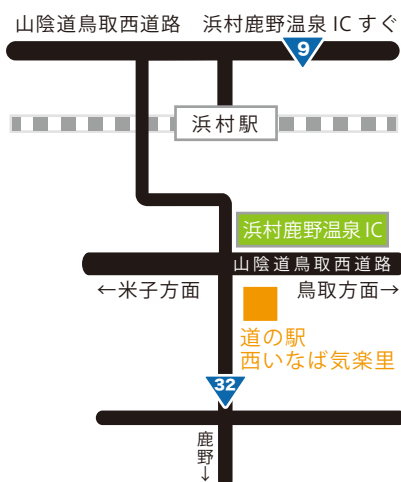 山陰道鳥取西道路 浜村鹿野温泉 IC すぐ
9
浜村駅
浜村鹿野温泉 IC
山陰道鳥取西道路
←米子方面 鳥取方面→
道の駅
西いなば気楽里
32
鹿野↓